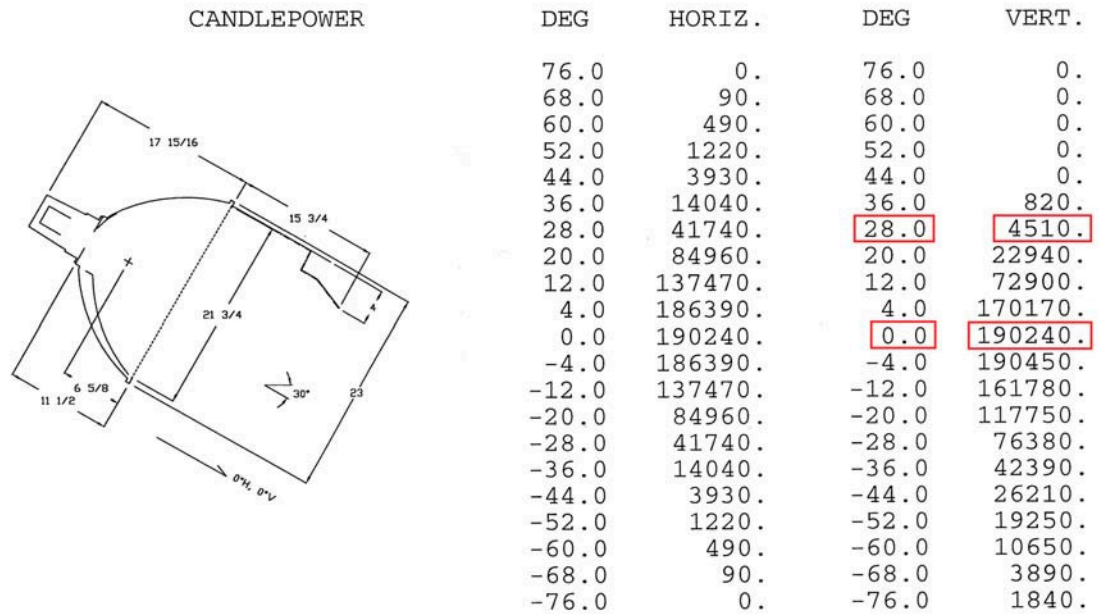 CANDLEPOWER
DEG HORIZ. DEG VERT.
76.0 0. 76.0 0.
68.0 90. 68.0 0.
60.0 490. 60.0 0.
52.0 1220. 52.0 0.
44.0 3930. 44.0 0.
36.0 14040. 36.0 820.
28.0 41740. 28.0 4510.
20.0 84960. 20.0 22940.
12.0 137470. 12.0 72900.
4.0 186390. 4.0 170170.
0.0 190240. 0.0 190240.
-4.0 186390. -4.0 190450.
-12.0 137470. -12.0 161780.
-20.0 84960. -20.0 117750.
-28.0 41740. -28.0 76380.
-36.0 14040. -36.0 42390.
-44.0 3930. -44.0 26210.
-52.0 1220. -52.0 19250.
-60.0 490. -60.0 10650.
-68.0 90. -68.0 3890.
-76.0 0. -76.0 1840.
17 15/16
15 3/4
4
21 3/4
6 5/8
11 1/2
30°
23
0°H, 0°V